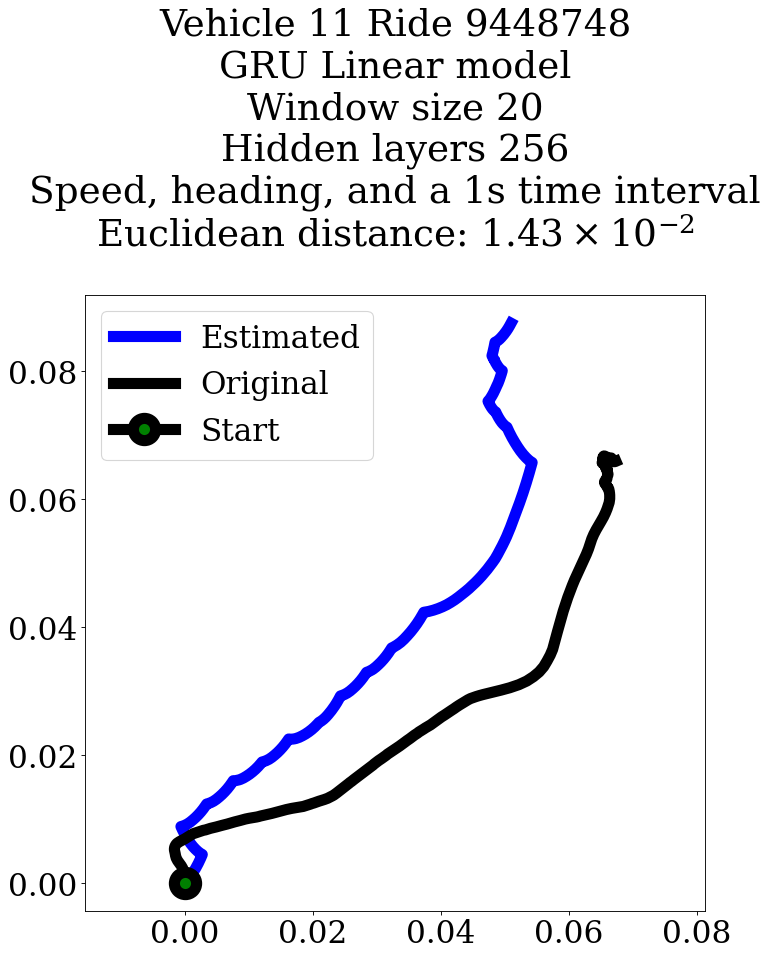 Vehicle 11 Ride 9448748
GRU Linear model
Window size 20
Hidden layers 256
Speed, heading, and a 1s time interval
Euclidean distance: 1.43 × 10⁻²
Estimated
Original
Start
0.08
0.06
0.04
0.02
0.00
0.00 0.02 0.04 0.06 0.08